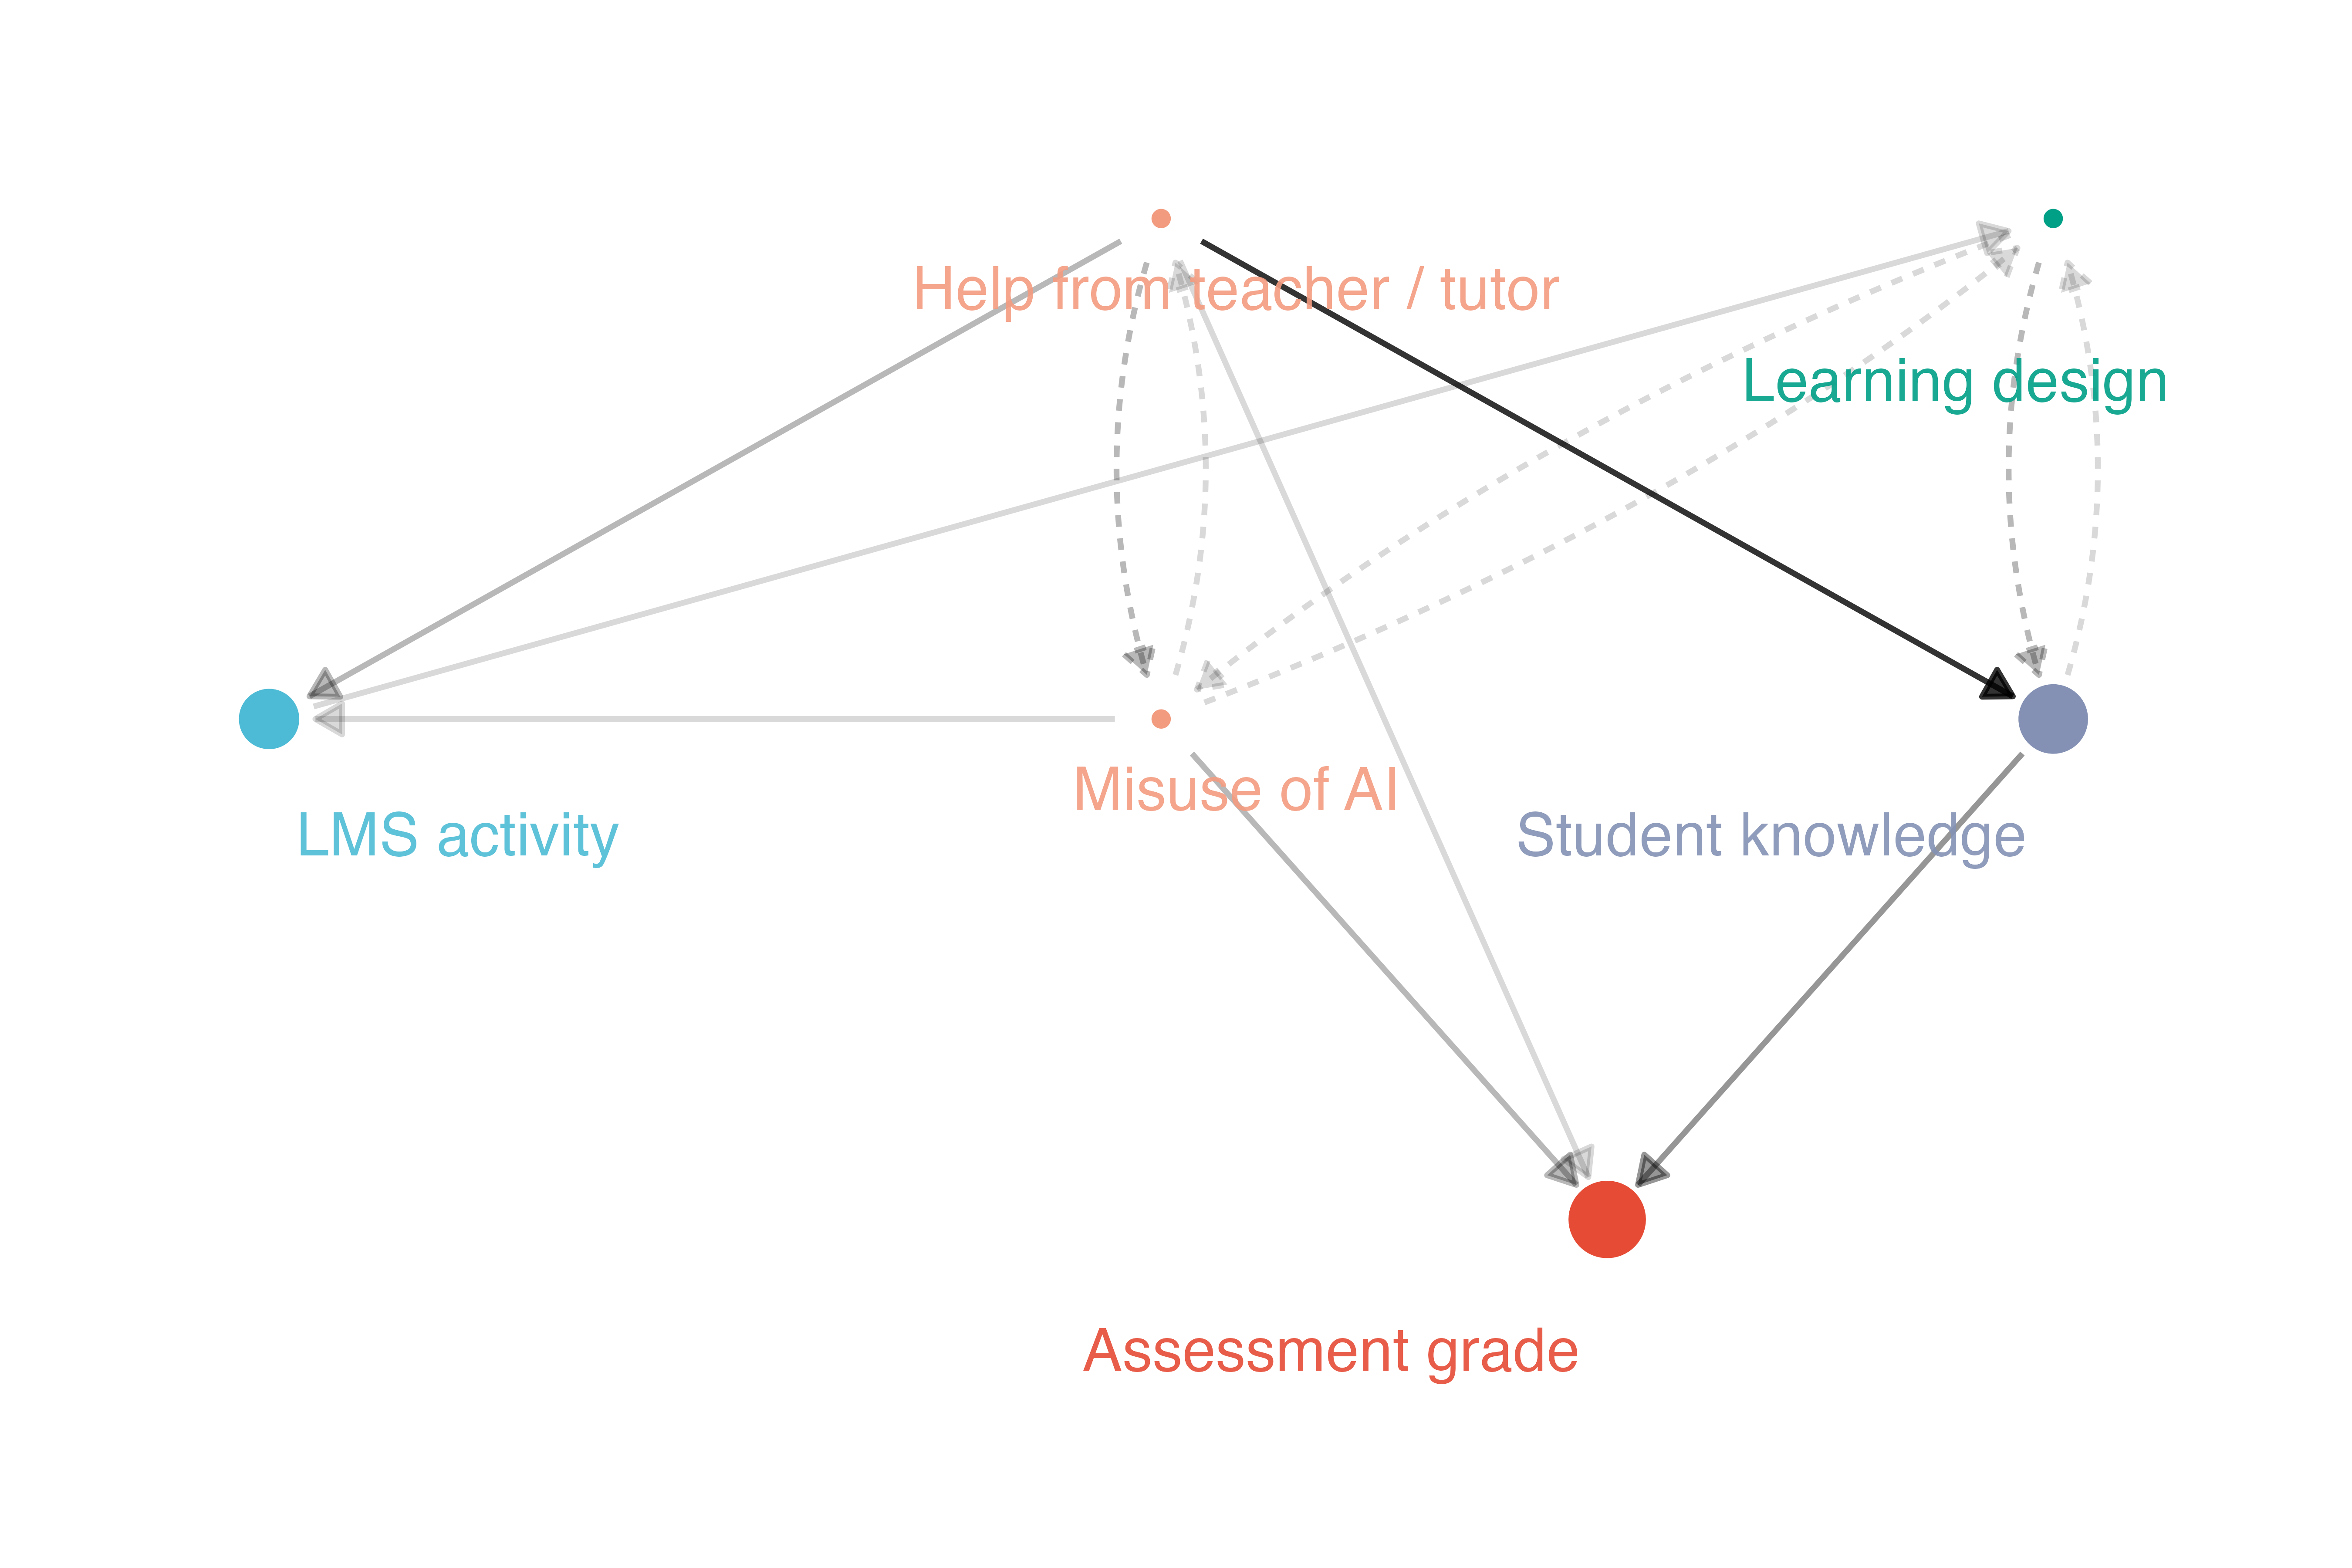 Help from teacher / tutor
Learning design
Misuse of AI
LMS activity
Student knowledge
Assessment grade